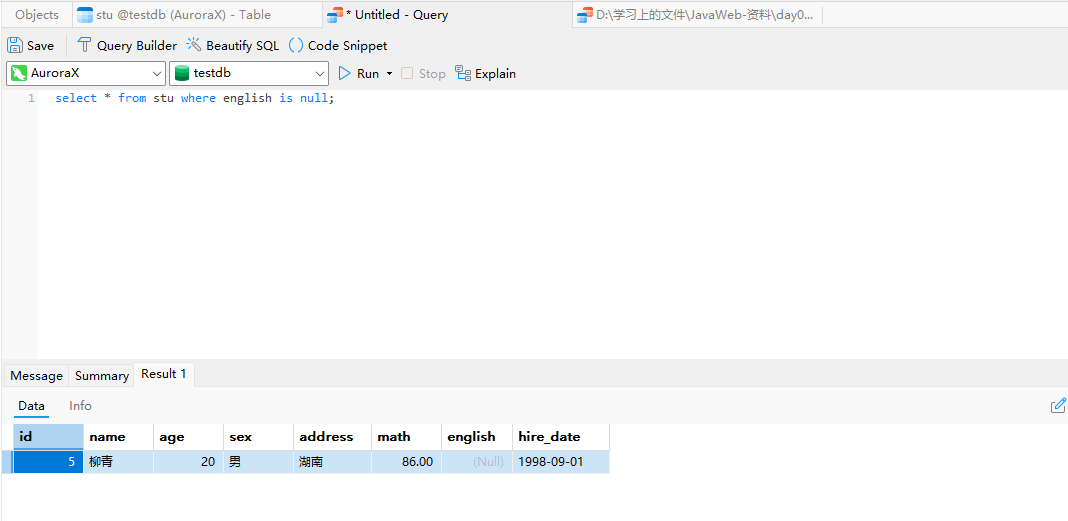 Objects stu @testdb (AuroraX) - Table * Untitled - Query D:\学习上的文件\JavaWeb-资料\day0...
Save Query Builder Beautify SQL Code Snippet
AuroraX testdb Run Stop Explain
1 select * from stu where english is null;
Message Summary Result 1
Data Info
id name age sex address math english hire_date
5 柳青 20 男 湖南 86.00 (Null) 1998-09-01